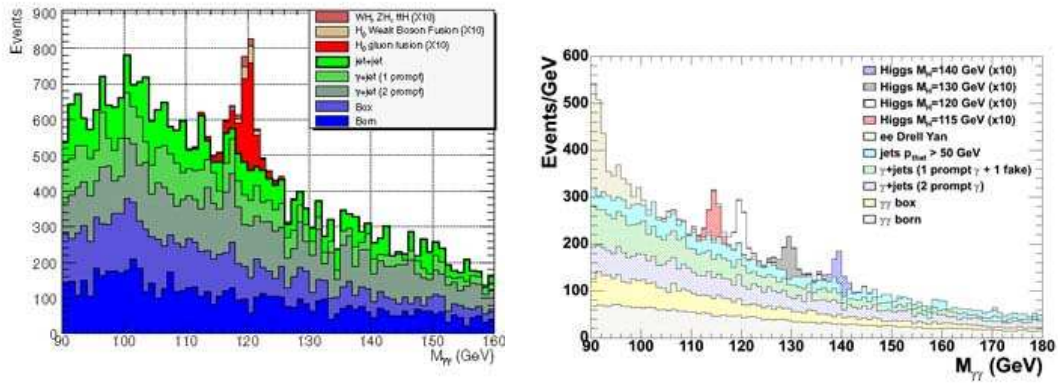 Events
900
800
700
600
500
400
300
200
100
0
90 100 110 120 130 140 150 160
Mγγ (GeV)
WH, ZH, ttH (X10)
H0 Weak Boson Fusion (X10)
H0 gluon fusion (X10)
jet+jet
γ+jet (1 prompt)
γ+jet (2 prompt)
Box
Born
Events/GeV
600
500
400
300
200
100
0
90 100 110 120 130 140 150 160 170 180
Mγγ (GeV)
Higgs MH=140 GeV (x10)
Higgs MH=130 GeV (x10)
Higgs MH=120 GeV (x10)
Higgs MH=115 GeV (x10)
ee Drell Yan
jets pthat > 50 GeV
γ+jets (1 prompt γ + 1 fake)
γ+jets (2 prompt γ)
γγ box
γγ born